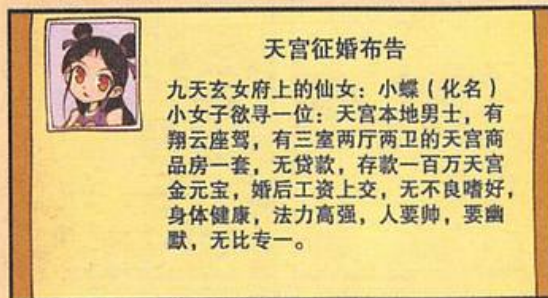 天宫征婚布告
九天玄女府上的仙女：小蝶（化名）
小女子欲寻一位：天宫本地男士，有
翔云座驾，有三室两厅两卫的天宫商
品房一套，无贷款，存款一百万天宫
金元宝，婚后工资上交，无不良嗜好，
身体健康，法力高强，人要帅，要幽
默，无比专一。